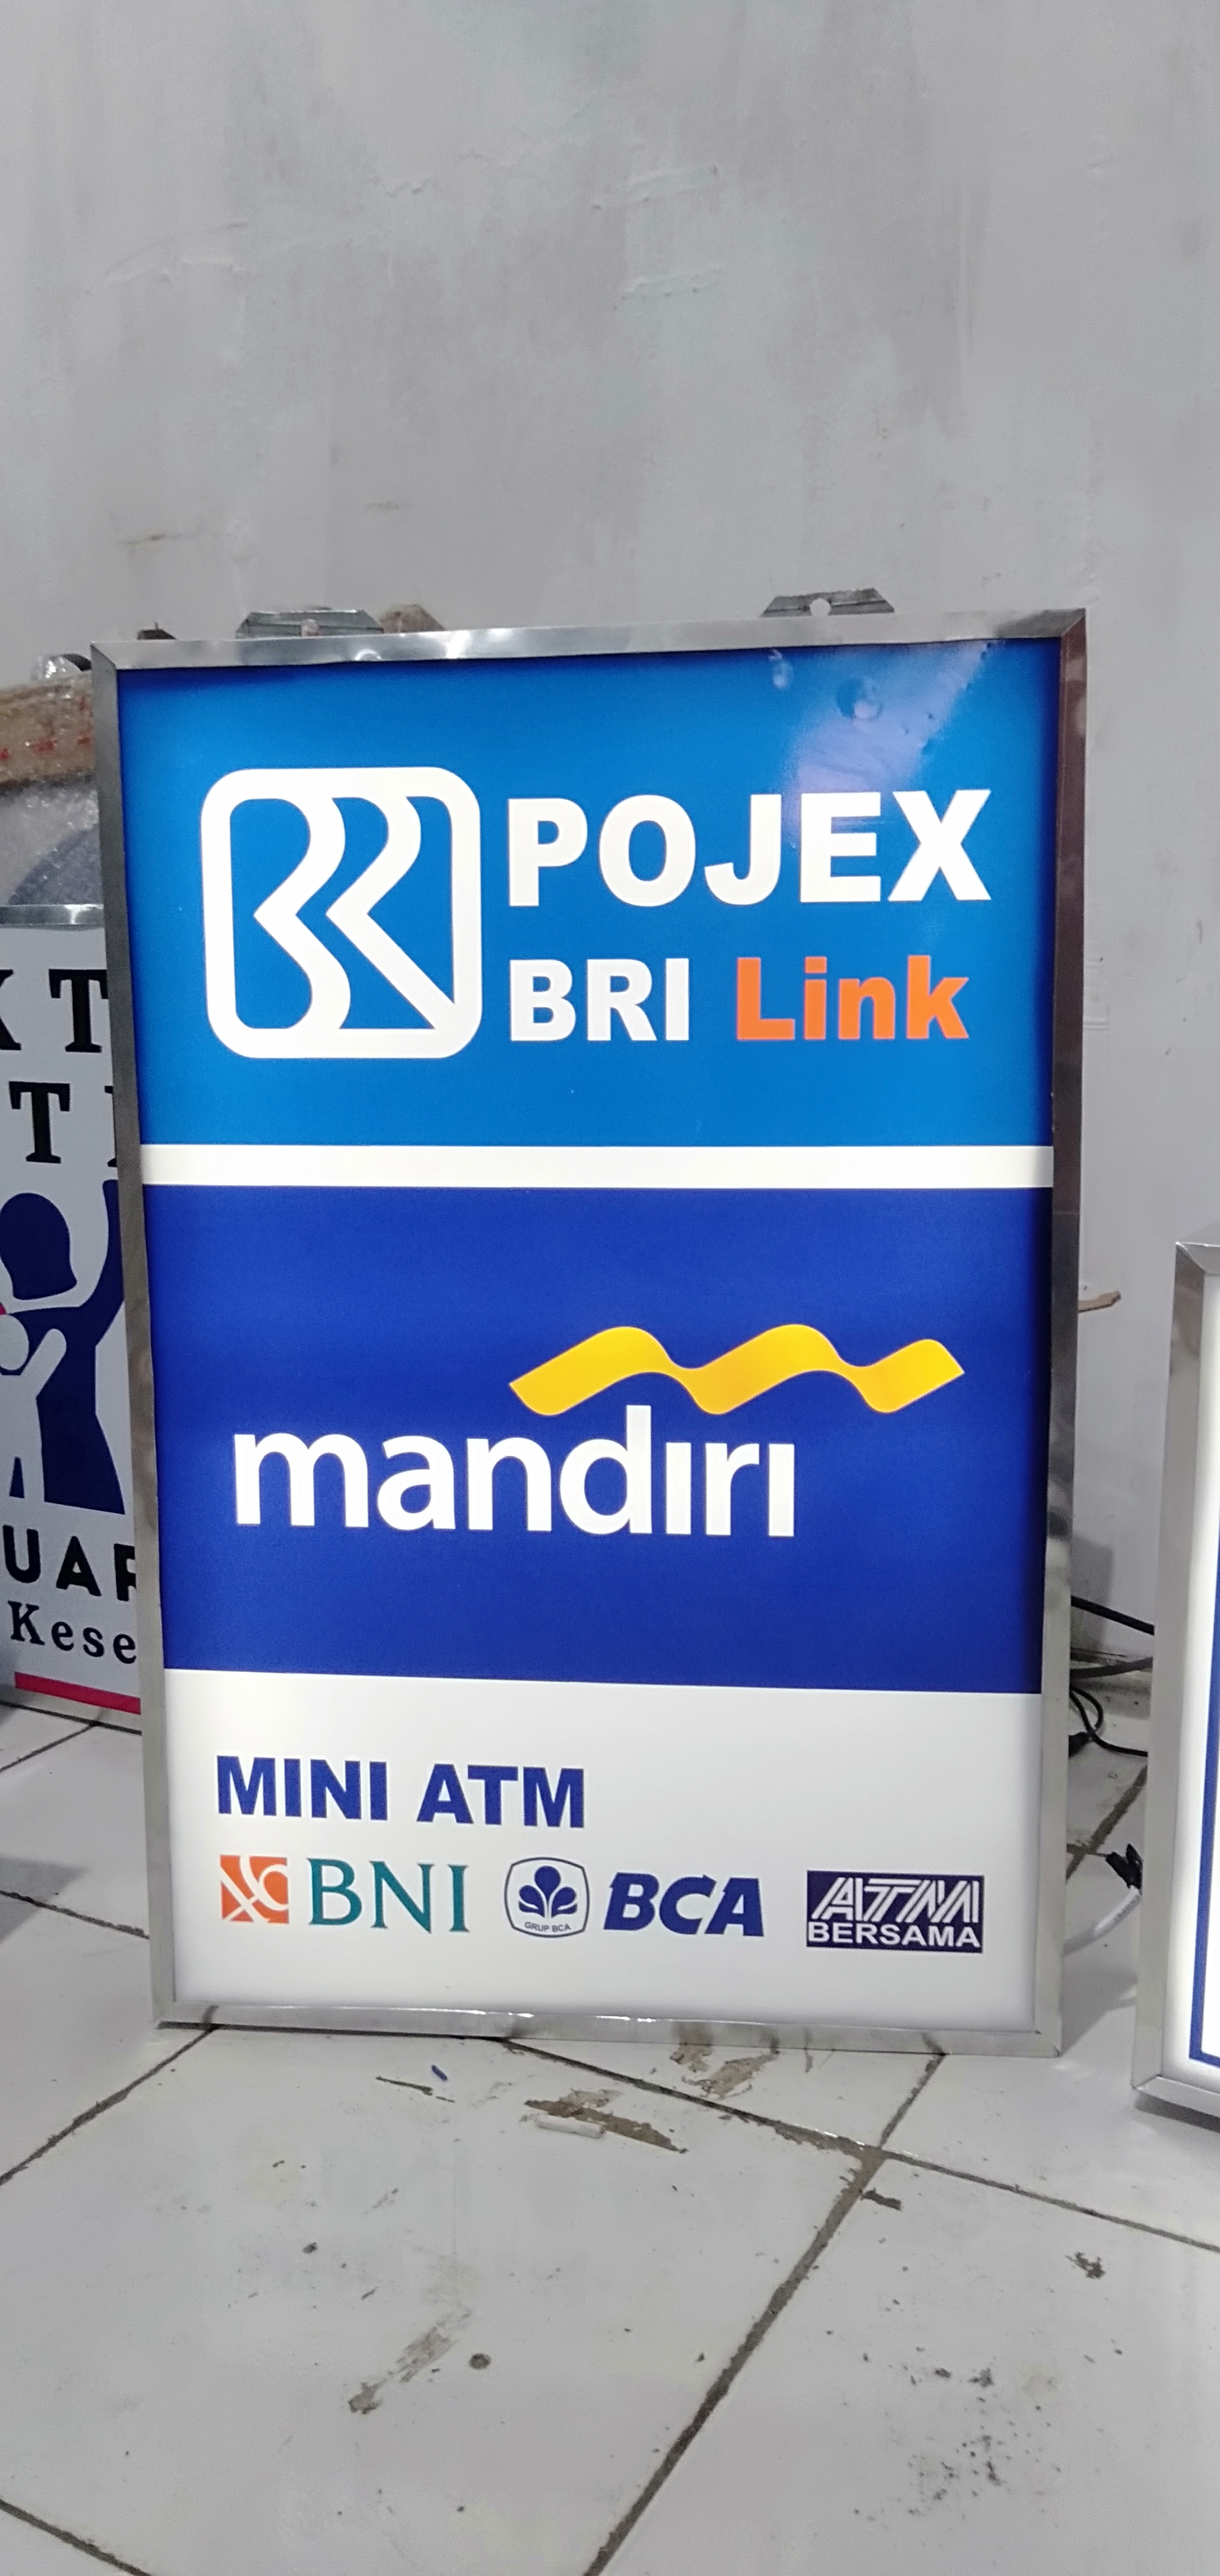 POJEX
BRI Link
mandiri
MINI ATM
BNI
GRUP BCA
BCA
ATM
BERSAMA